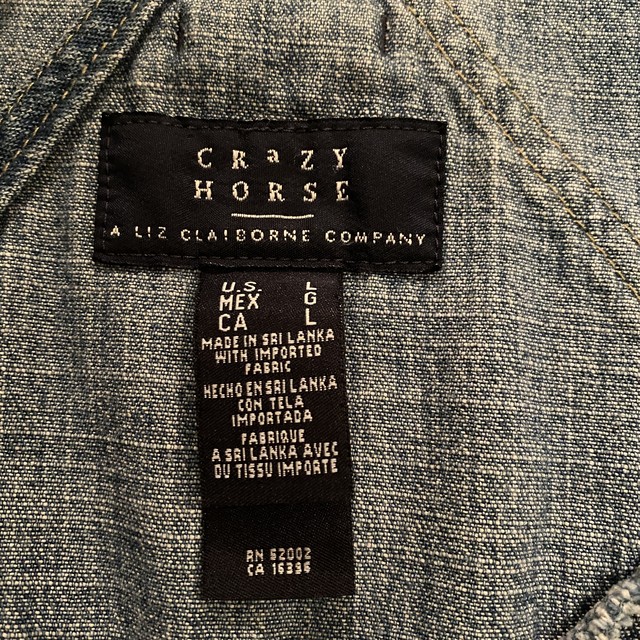 CRaZY
HORSE
A LIZ CLAIBORNE COMPANY
U.S. L
MEX G
CA L
MADE IN SRI LANKA
WITH IMPORTED
FABRIC
HECHO EN SRI LANKA
CON TELA
IMPORTADA
FABRIQUE
A SRI LANKA AVEC
DU TISSU IMPORTE
RN 52002
CA 16396